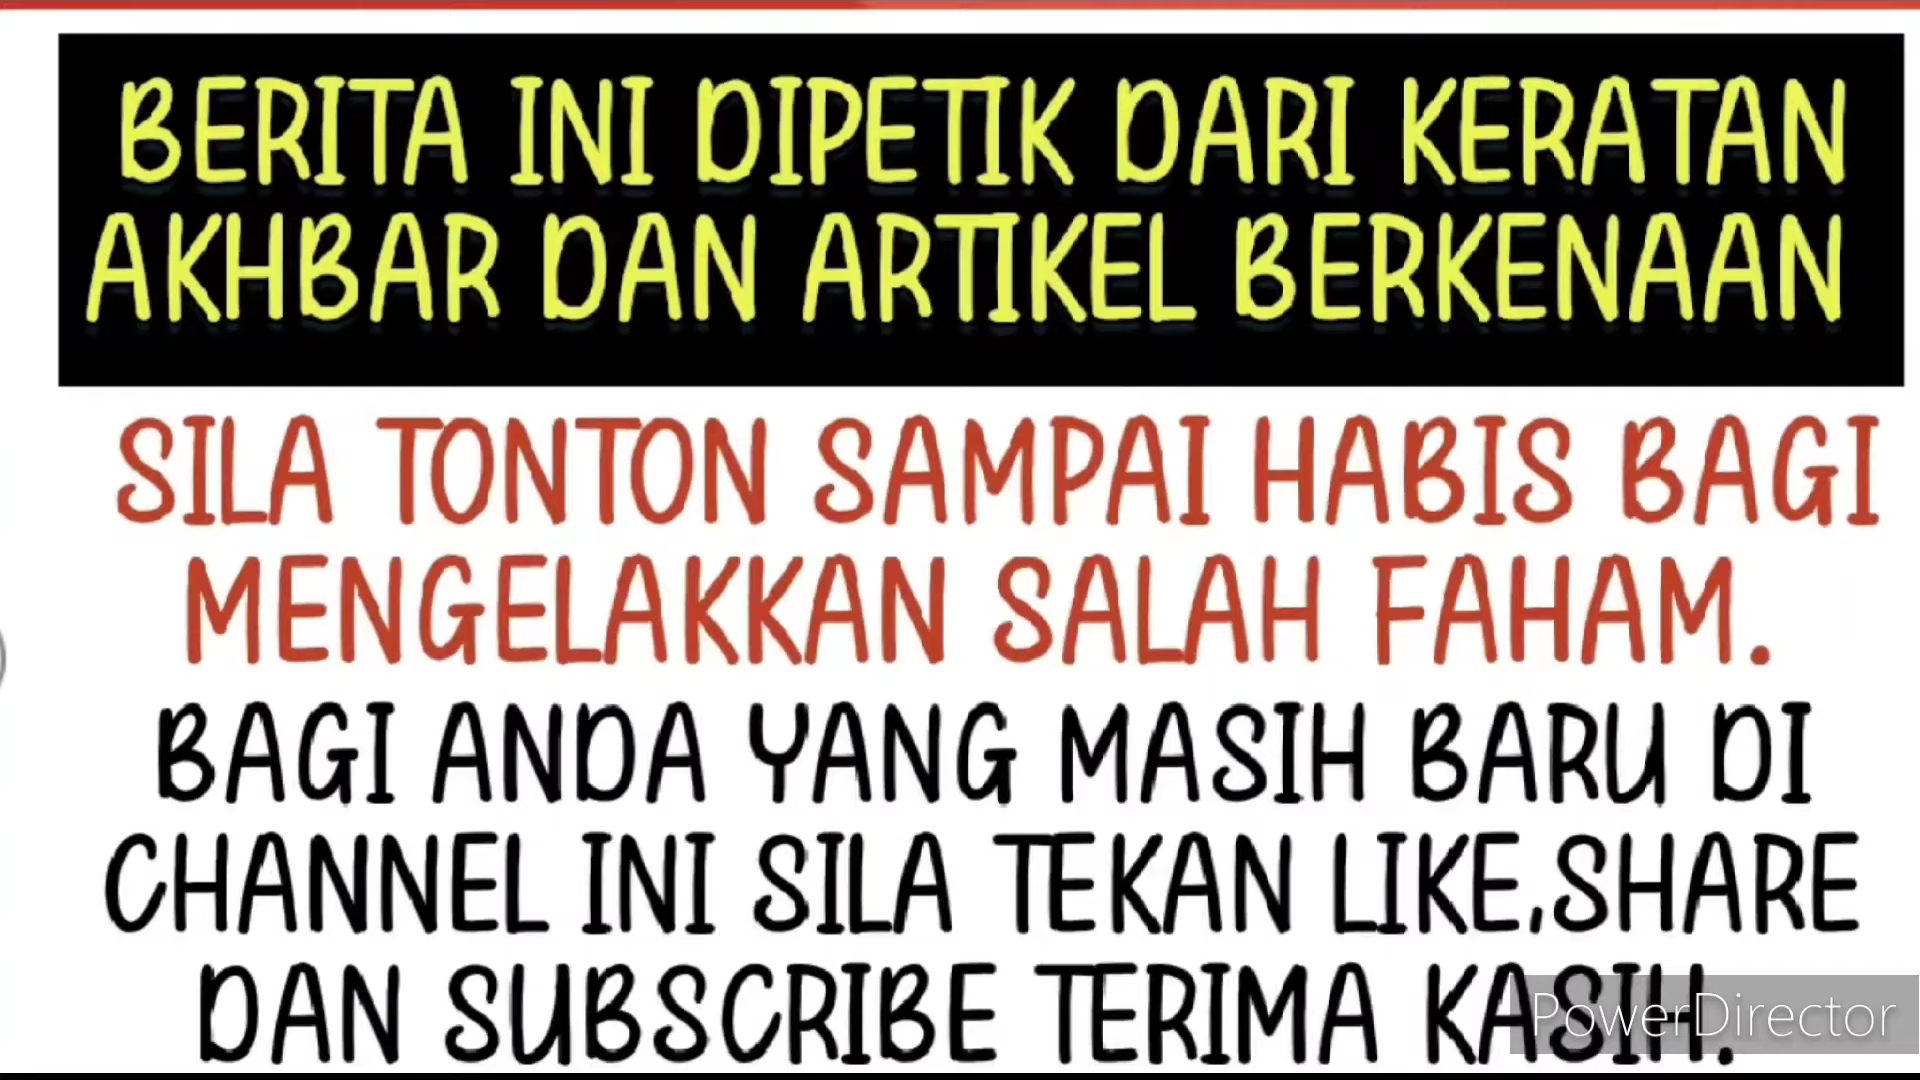 BERITA INI DIPETIK DARI KERATAN
AKHBAR DAN ARTIKEL BERKENAAN
SILA TONTON SAMPAI HABIS BAGI
MENGELAKKAN SALAH FAHAM.
BAGI ANDA YANG MASIH BARU DI
CHANNEL INI SILA TEKAN LIKE,SHARE
DAN SUBSCRIBE TERIMA KASIH.
PowerDirector